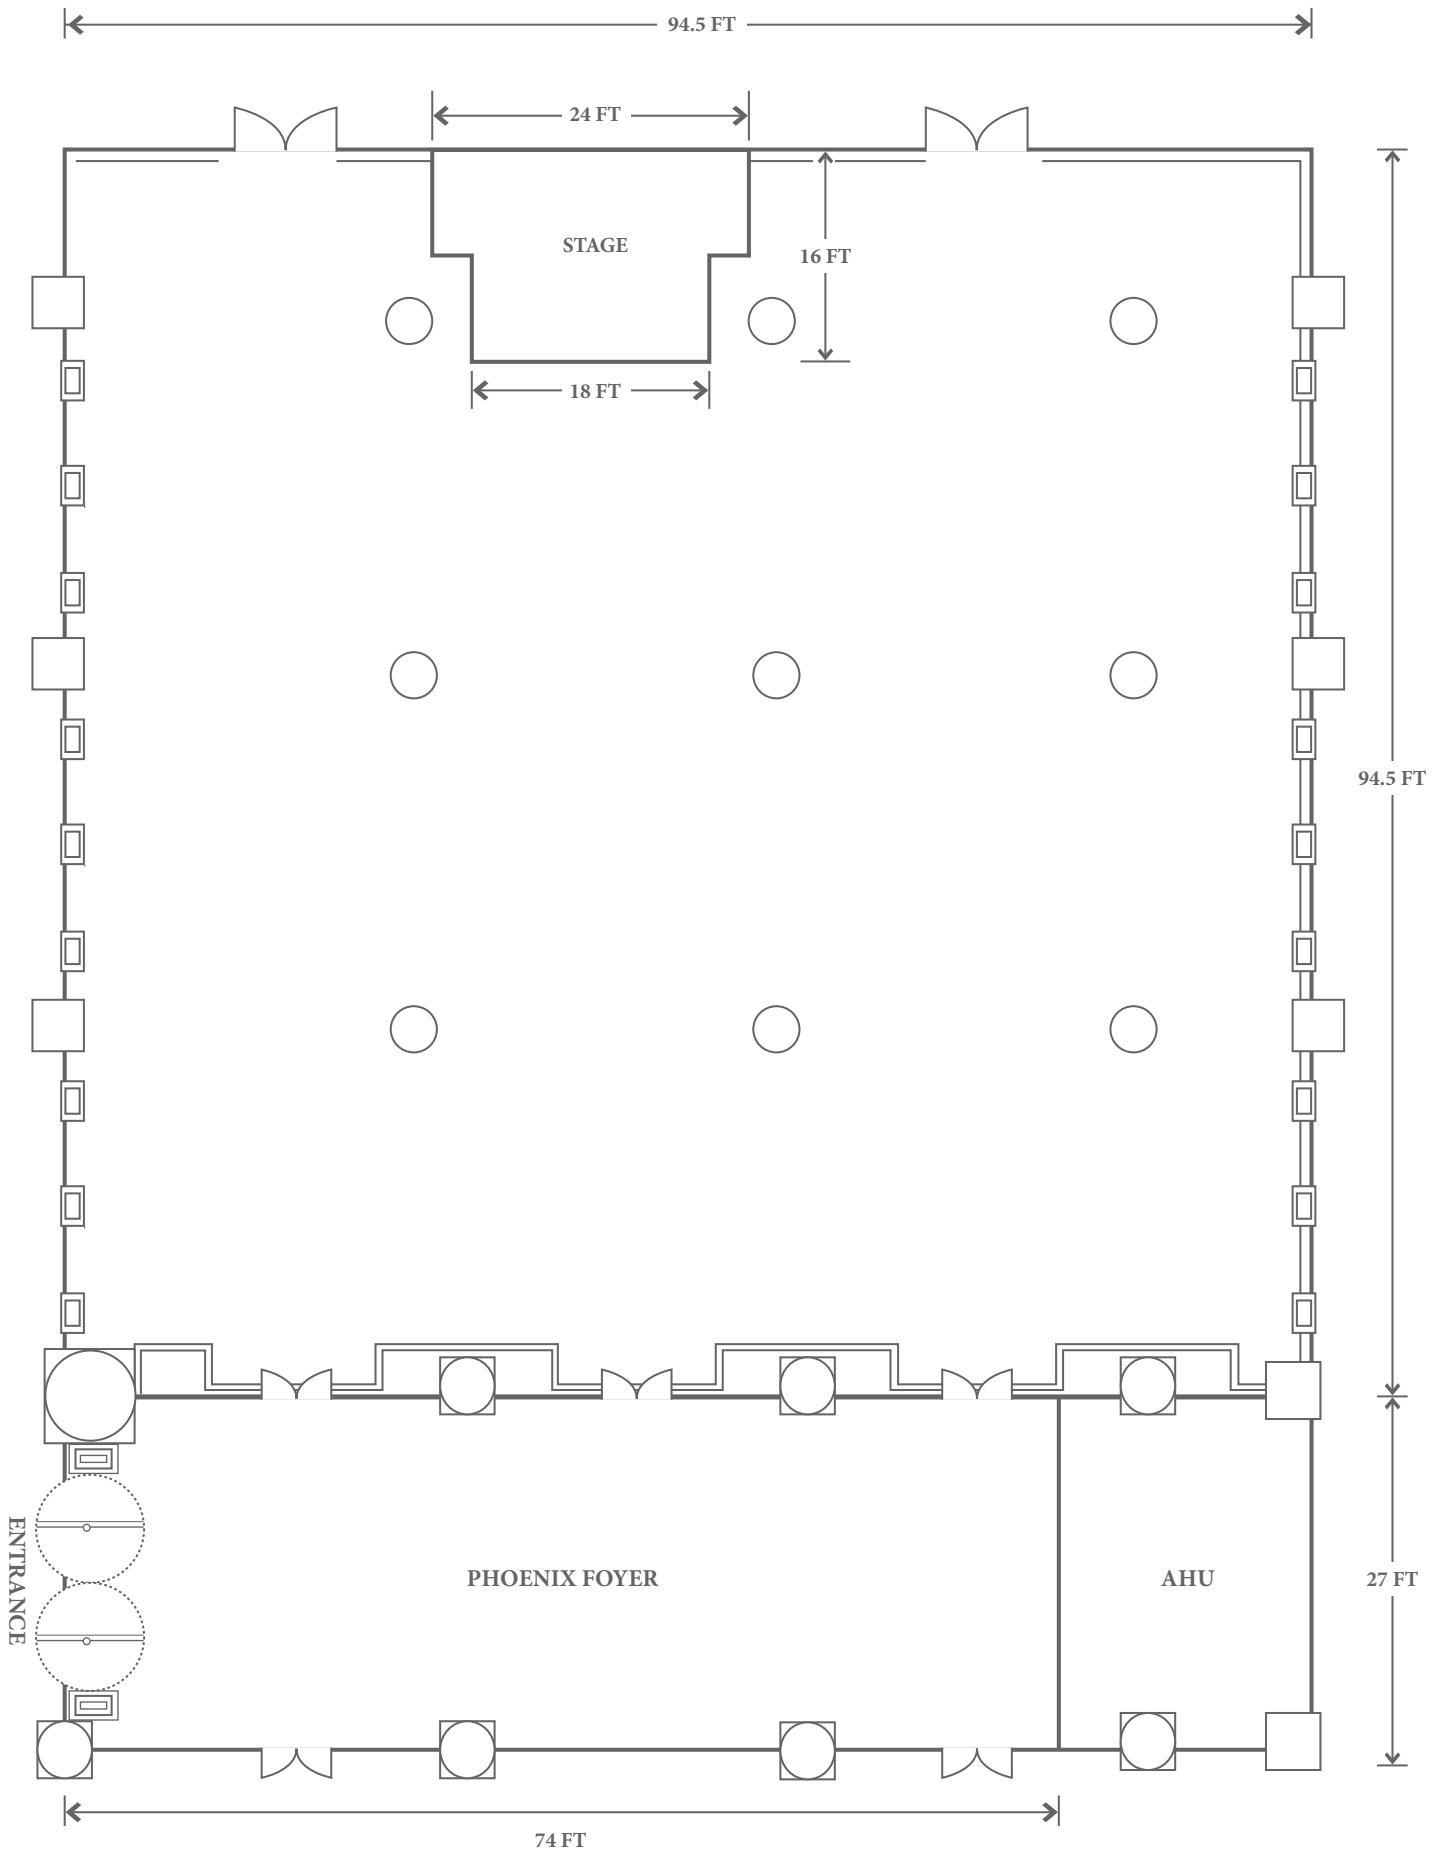 94.5 FT
24 FT
STAGE
16 FT
18 FT
94.5 FT
ENTRANCE
PHOENIX FOYER
AHU
27 FT
74 FT